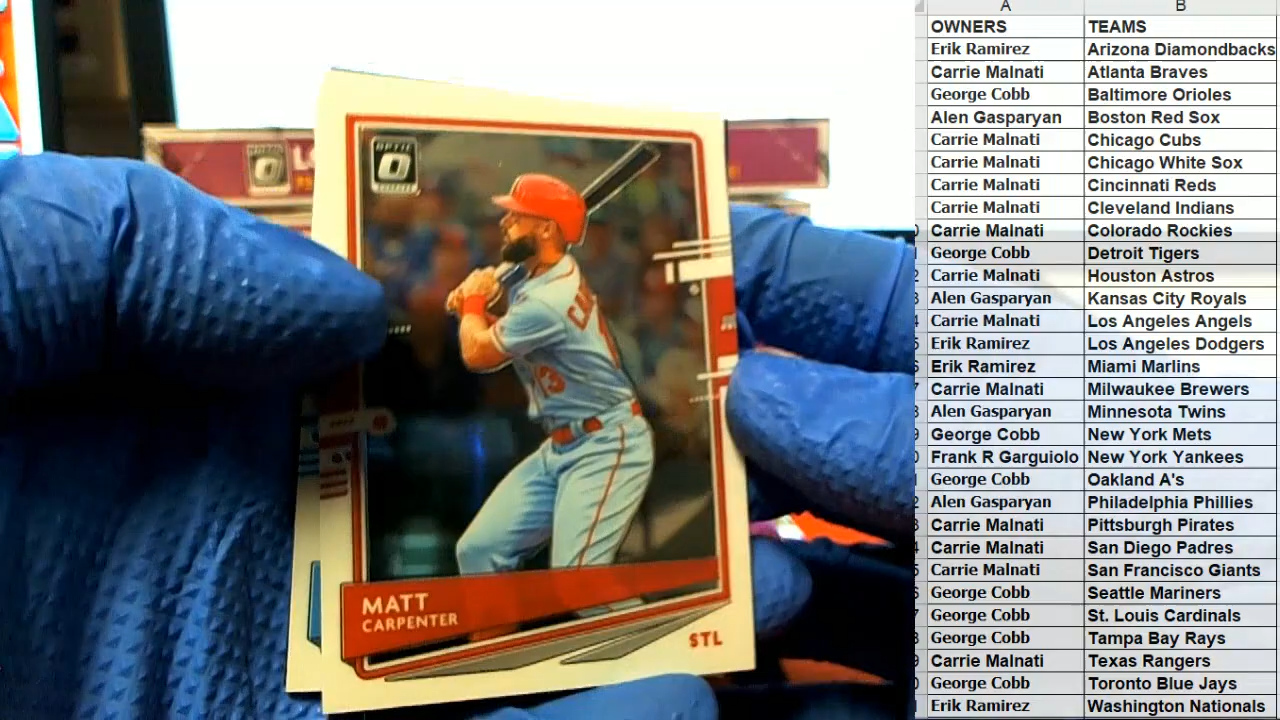 OPTIC
MATT
CARPENTER
STL
13
A B
OWNERS TEAMS
Erik Ramirez Arizona Diamondbacks
Carrie Malnati Atlanta Braves
George Cobb Baltimore Orioles
Alen Gasparyan Boston Red Sox
Carrie Malnati Chicago Cubs
Carrie Malnati Chicago White Sox
Carrie Malnati Cincinnati Reds
Carrie Malnati Cleveland Indians
Carrie Malnati Colorado Rockies
George Cobb Detroit Tigers
Carrie Malnati Houston Astros
Alen Gasparyan Kansas City Royals
Carrie Malnati Los Angeles Angels
Erik Ramirez Los Angeles Dodgers
Erik Ramirez Miami Marlins
Carrie Malnati Milwaukee Brewers
Alen Gasparyan Minnesota Twins
George Cobb New York Mets
Frank R Garguiolo New York Yankees
George Cobb Oakland A's
Alen Gasparyan Philadelphia Phillies
Carrie Malnati Pittsburgh Pirates
Carrie Malnati San Diego Padres
Carrie Malnati San Francisco Giants
George Cobb Seattle Mariners
George Cobb St. Louis Cardinals
George Cobb Tampa Bay Rays
Carrie Malnati Texas Rangers
George Cobb Toronto Blue Jays
Erik Ramirez Washington Nationals